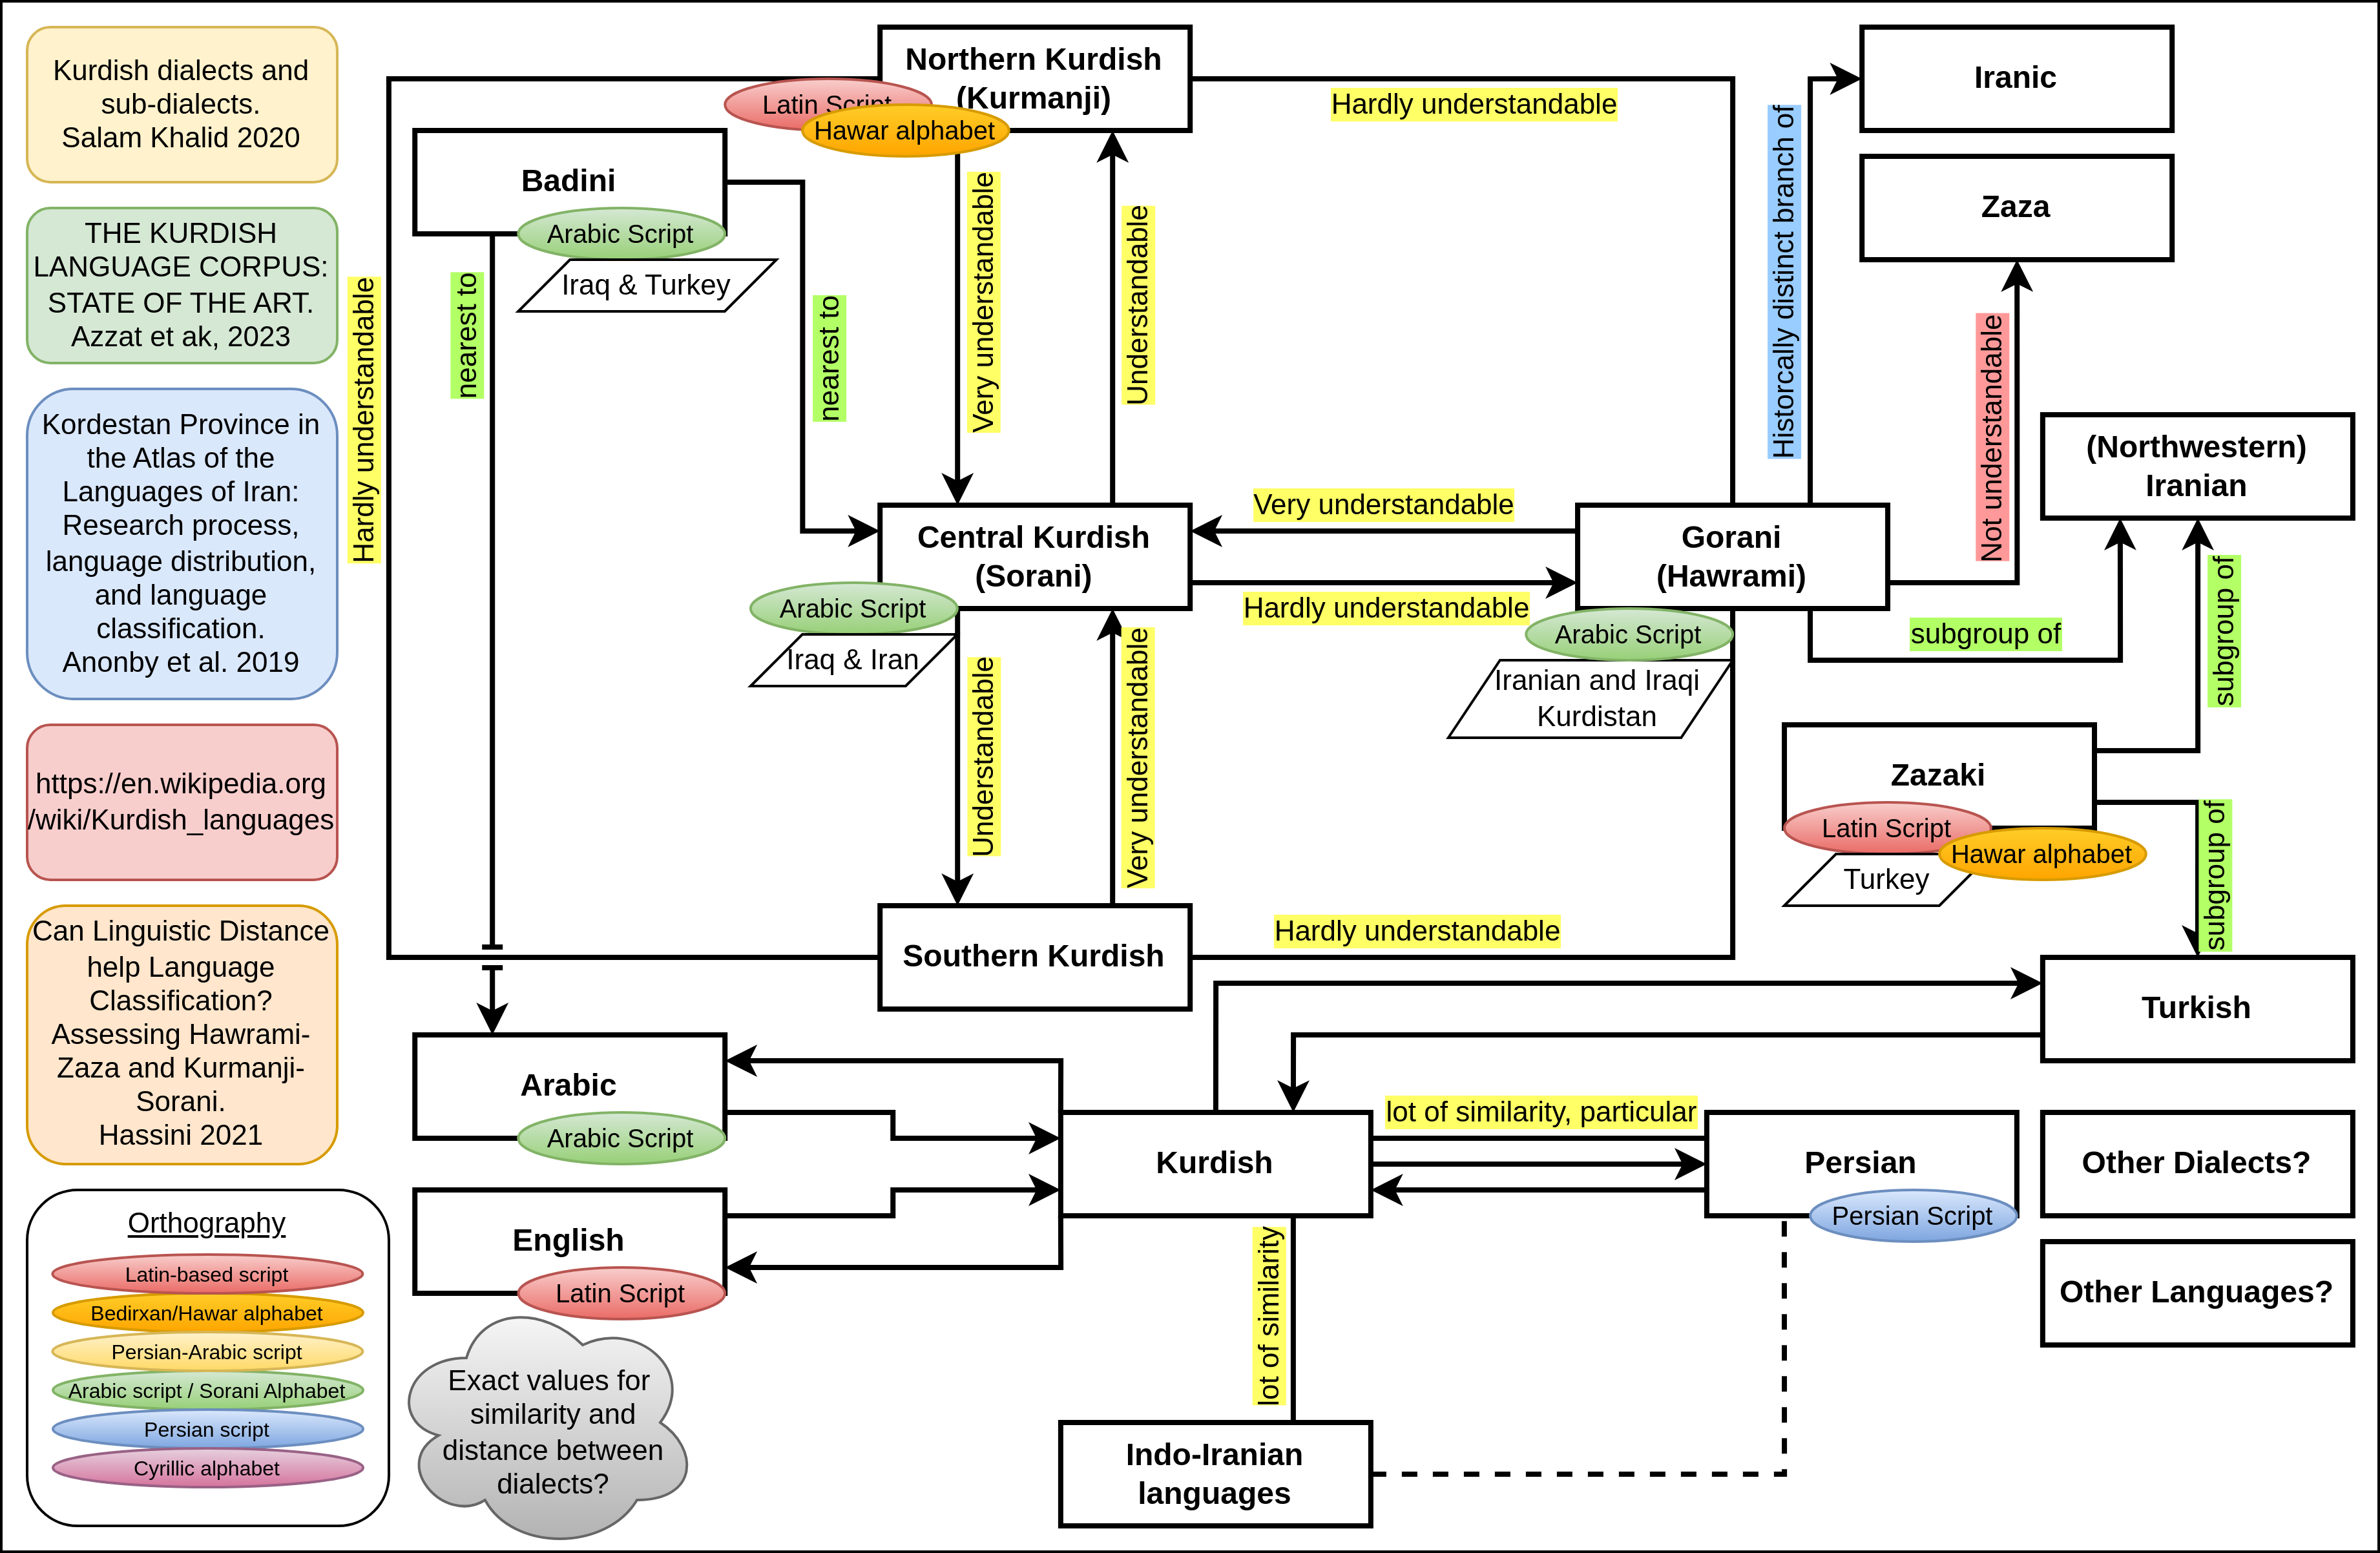 Kurdish dialects and
sub-dialects.
Salam Khalid 2020
THE KURDISH
LANGUAGE CORPUS:
STATE OF THE ART.
Azzat et ak, 2023
Kordestan Province in
the Atlas of the
Languages of Iran:
Research process,
language distribution,
and language
classification.
Anonby et al. 2019
https://en.wikipedia.org
/wiki/Kurdish_languages
Can Linguistic Distance
help Language
Classification?
Assessing Hawrami-
Zaza and Kurmanji-
Sorani.
Hassini 2021
Orthography
Latin-based script
Bedirxan/Hawar alphabet
Persian-Arabic script
Arabic script / Sorani Alphabet
Persian script
Cyrillic alphabet
Northern Kurdish
(Kurmanji)
Latin Script
Hawar alphabet
Hardly understandable
Hardly understandable
Badini
Arabic Script
Iraq & Turkey
nearest to
nearest to
Very understandable
Understandable
Central Kurdish
(Sorani)
Arabic Script
Iraq & Iran
Very understandable
Hardly understandable
Understandable
Very understandable
Southern Kurdish
Hardly understandable
Gorani
(Hawrami)
Arabic Script
Iranian and Iraqi
Kurdistan
Historcally distinct branch of
Iranic
Zaza
Not understandable
(Northwestern)
Iranian
subgroup of
subgroup of
Zazaki
Latin Script
Hawar alphabet
Turkey
subgroup of
Turkish
Arabic
Arabic Script
English
Latin Script
Kurdish
lot of similarity, particular
Persian
Persian Script
Other Dialects?
Other Languages?
lot of similarity
Indo-Iranian
languages
Exact values for
similarity and
distance between
dialects?